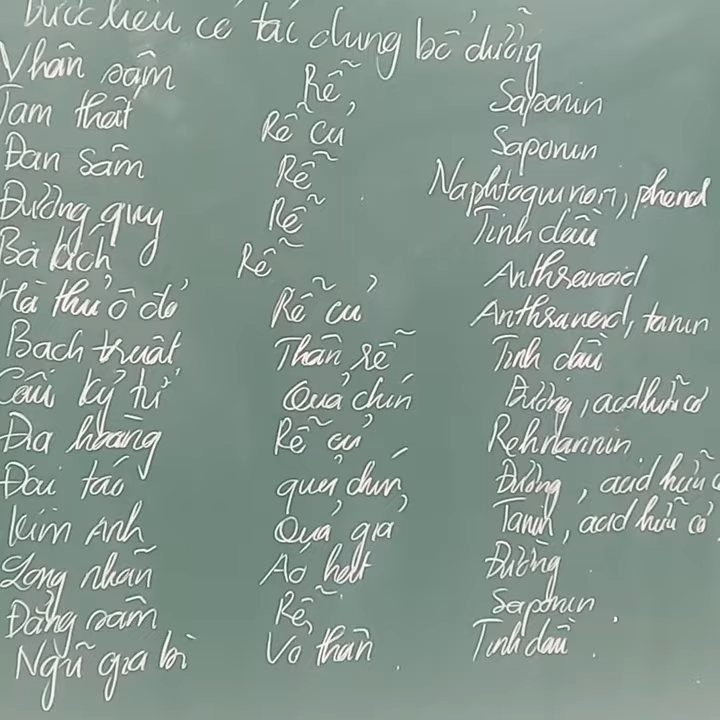 Dược liệu có tác dụng bổ dưỡng
Nhân sâm Rễ Saponin
Tam thất Rễ củ Saponin
Đan sâm Rễ Naphtoquinon, phenol
Đương quy Rễ Tinh dầu
Ba kích Rễ Anthranoid
Hà thủ ô đỏ Rễ củ Anthranoid, tanin
Bạch truật Thân rễ Tinh dầu
Câu kỷ tử Quả chín Đường, acid hữu cơ
Địa hoàng Rễ củ Rehmannin
Đại táo quả chín Đường, acid hữu c
Kim Anh Quả giả Tanin, acid hữu cơ
Long nhãn Áo hạt Đường
Đảng sâm Rễ Saponin
Ngũ gia bì Vỏ thân. Tinh dầu.